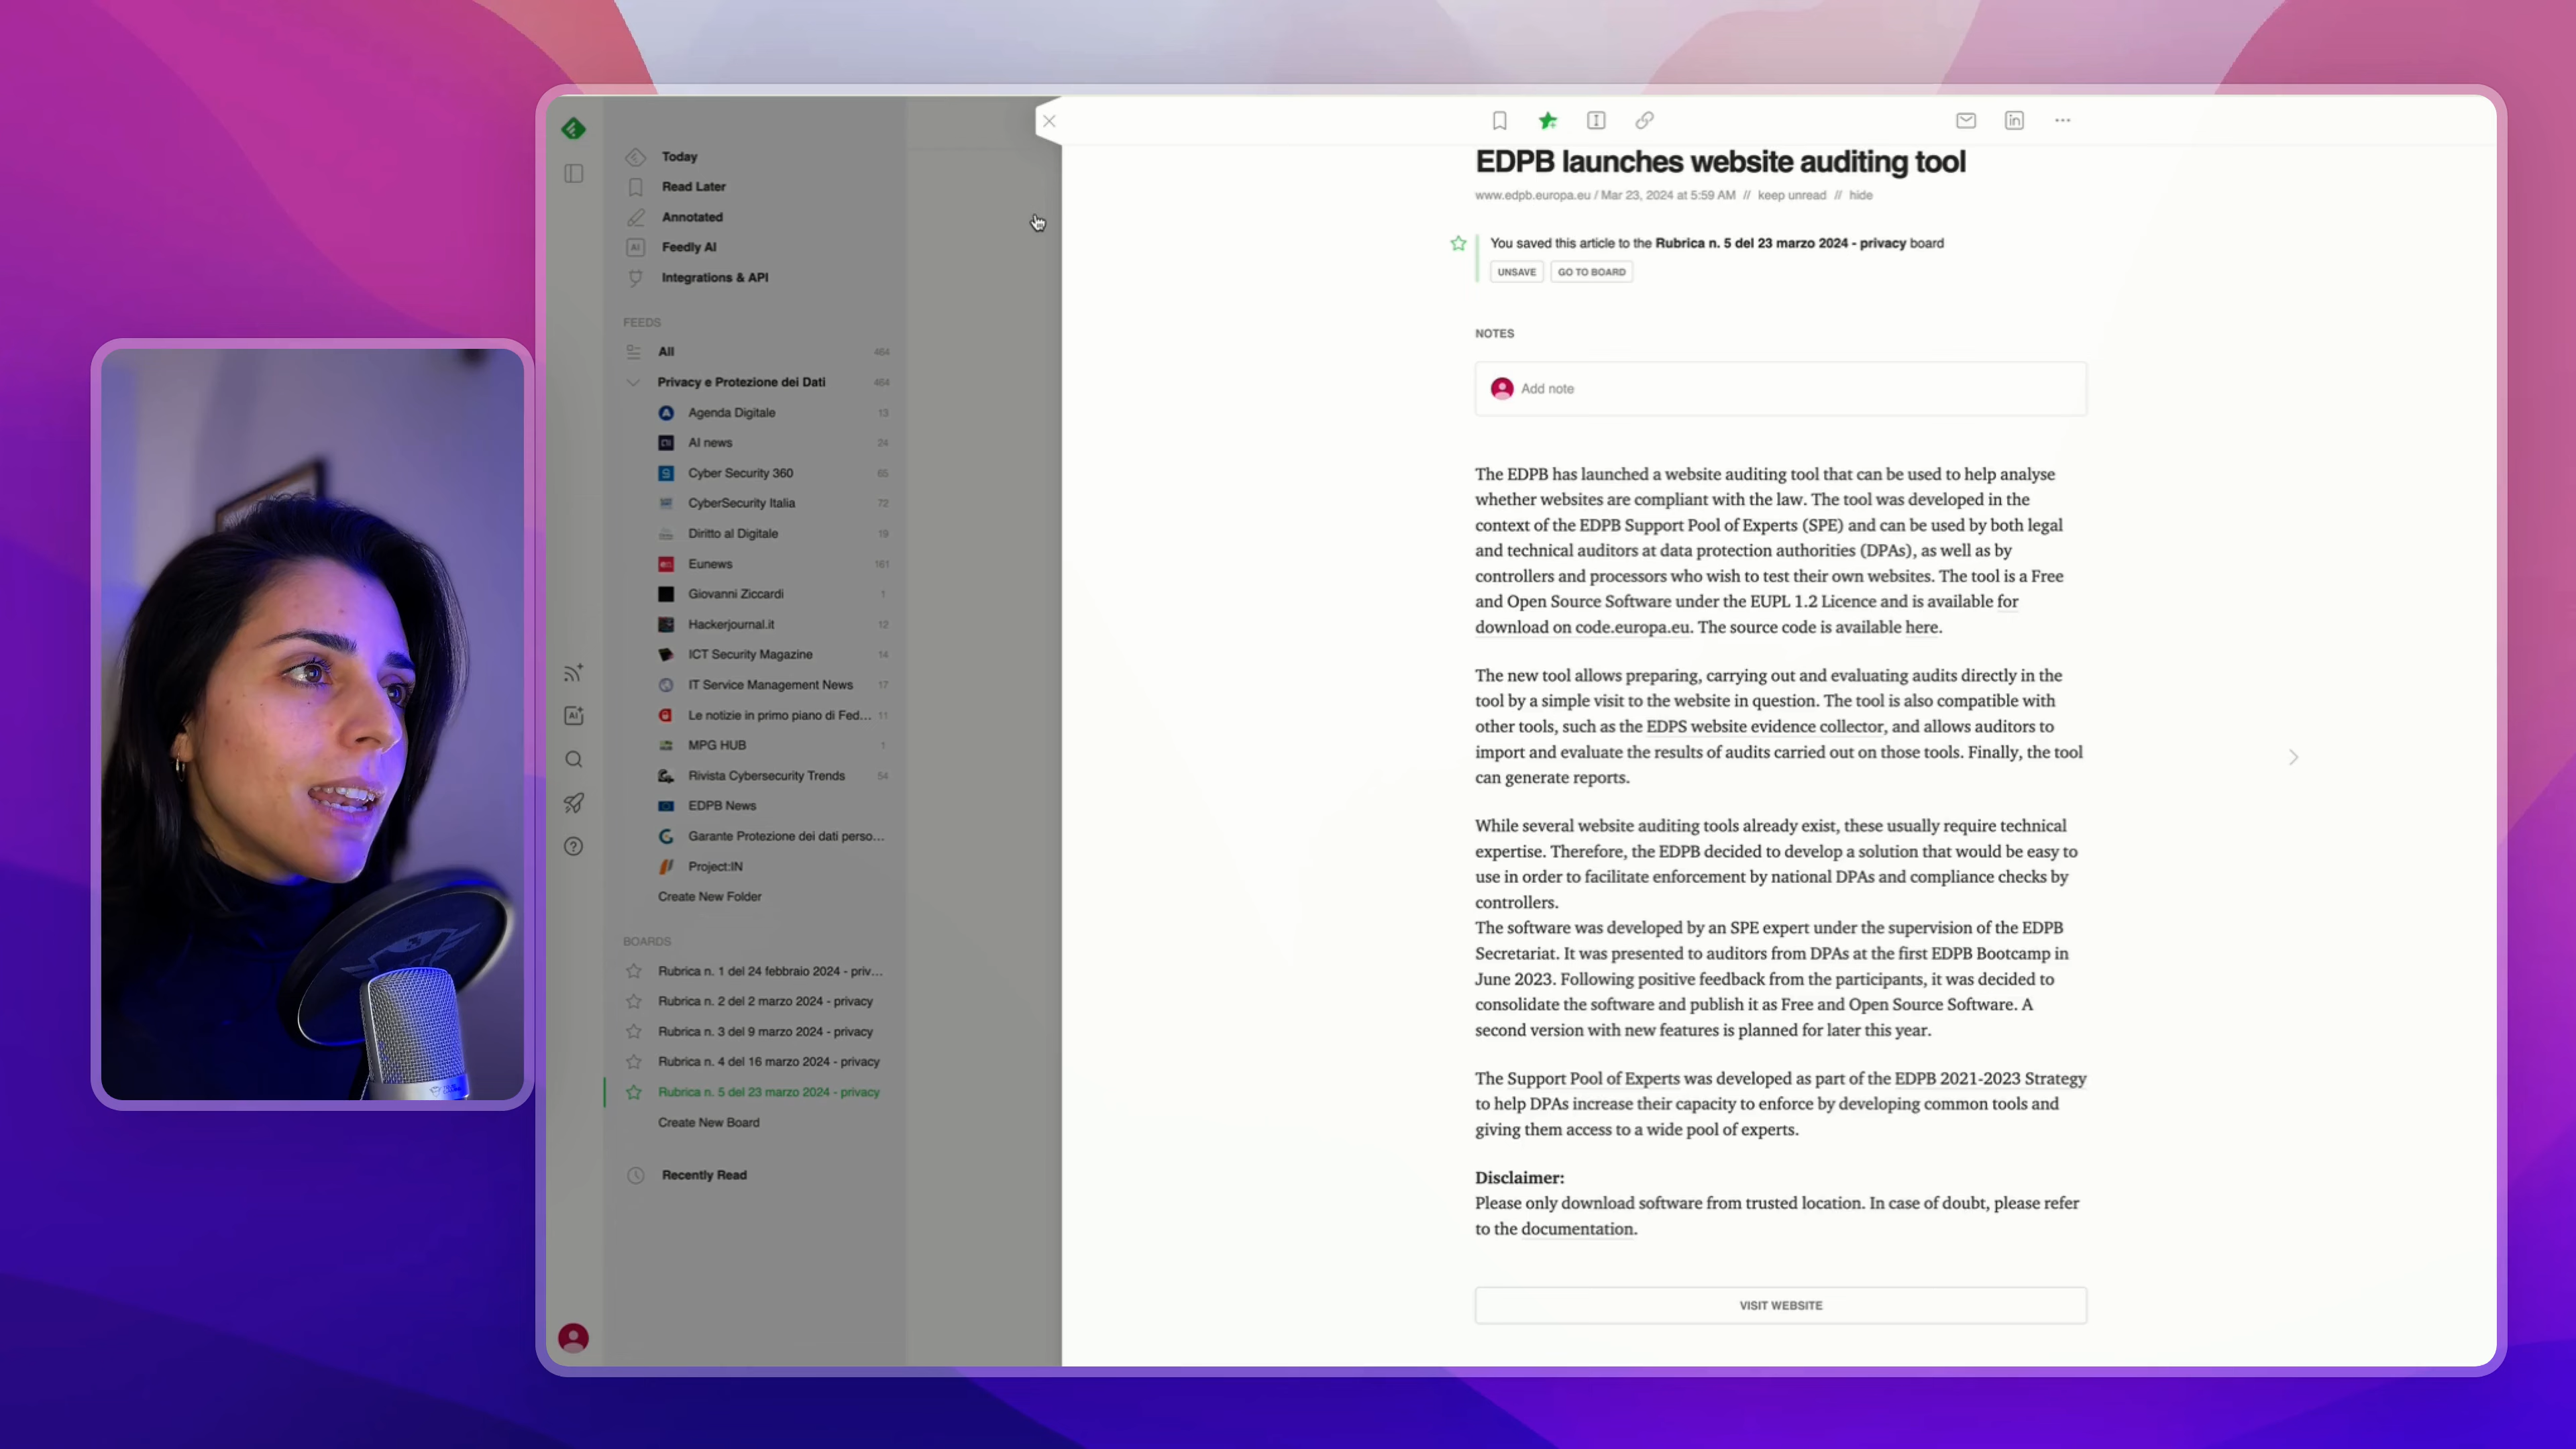 Today
Read Later
Annotated
AI
Feedly AI
Integrations & API
FEEDS
All 464
Privacy e Protezione dei Dati 464
Agenda Digitale 13
AI news 24
Cyber Security 360 65
CyberSecurity Italia 72
Diritto al Digitale 19
Eunews 161
Giovanni Ziccardi 1
Hackerjournal.it 12
ICT Security Magazine 14
IT Service Management News 17
Le notizie in primo piano di Fed... 11
MPG HUB 1
Rivista Cybersecurity Trends 54
EDPB News
Garante Protezione dei dati perso...
Project:IN
Create New Folder
BOARDS
Rubrica n. 1 del 24 febbraio 2024 - priv...
Rubrica n. 2 del 2 marzo 2024 - privacy
Rubrica n. 3 del 9 marzo 2024 - privacy
Rubrica n. 4 del 16 marzo 2024 - privacy
Rubrica n. 5 del 23 marzo 2024 - privacy
Create New Board
Recently Read
AI
in
EDPB launches website auditing tool
www.edpb.europa.eu / Mar 23, 2024 at 5:59 AM // keep unread // hide
You saved this article to the Rubrica n. 5 del 23 marzo 2024 - privacy board
UNSAVE GO TO BOARD
NOTES
Add note
The EDPB has launched a website auditing tool that can be used to help analyse
whether websites are compliant with the law. The tool was developed in the
context of the EDPB Support Pool of Experts (SPE) and can be used by both legal
and technical auditors at data protection authorities (DPAs), as well as by
controllers and processors who wish to test their own websites. The tool is a Free
and Open Source Software under the EUPL 1.2 Licence and is available for
download on code.europa.eu. The source code is available here.
The new tool allows preparing, carrying out and evaluating audits directly in the
tool by a simple visit to the website in question. The tool is also compatible with
other tools, such as the EDPS website evidence collector, and allows auditors to
import and evaluate the results of audits carried out on those tools. Finally, the tool
can generate reports.
While several website auditing tools already exist, these usually require technical
expertise. Therefore, the EDPB decided to develop a solution that would be easy to
use in order to facilitate enforcement by national DPAs and compliance checks by
controllers.
The software was developed by an SPE expert under the supervision of the EDPB
Secretariat. It was presented to auditors from DPAs at the first EDPB Bootcamp in
June 2023. Following positive feedback from the participants, it was decided to
consolidate the software and publish it as Free and Open Source Software. A
second version with new features is planned for later this year.
The Support Pool of Experts was developed as part of the EDPB 2021-2023 Strategy
to help DPAs increase their capacity to enforce by developing common tools and
giving them access to a wide pool of experts.
Disclaimer:
Please only download software from trusted location. In case of doubt, please refer
to the documentation.
VISIT WEBSITE